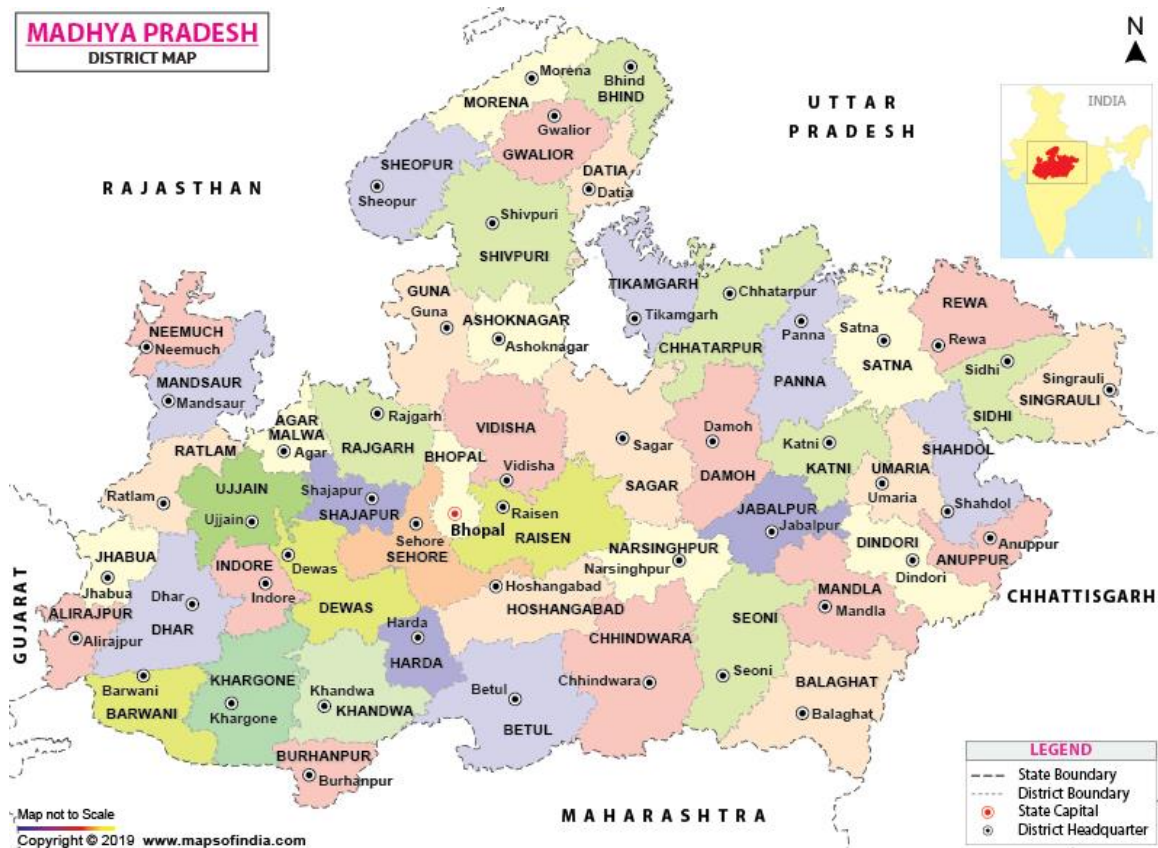 MADHYA PRADESH
DISTRICT MAP
N
INDIA
UTTAR
PRADESH
RAJASTHAN
GUJARAT
MAHARASHTRA
CHHATTISGARH
Morena
MORENA
Bhind
BHIND
Gwalior
GWALIOR
SHEOPUR
Sheopur
DATIA
Datia
Shivpuri
SHIVPURI
GUNA
Guna
ASHOKNAGAR
Ashoknagar
TIKAMGARH
Tikamgarh
Chhatarpur
CHHATARPUR
Panna
PANNA
Satna
SATNA
REWA
Rewa
Sidhi
SIDHI
Singrauli
SINGRAULI
NEEMUCH
Neemuch
MANDSAUR
Mandsaur
RATLAM
Ratlam
AGAR
MALWA
Agar
Rajgarh
RAJGARH
VIDISHA
Vidisha
BHOPAL
Bhopal
Sagar
SAGAR
Damoh
DAMOH
Katni
KATNI
UMARIA
Umaria
SHAHDOL
Shahdol
UJJAIN
Ujjain
Shajapur
SHAJAPUR
Sehore
SEHORE
Raisen
RAISEN
JABALPUR
Jabalpur
NARSINGHPUR
Narsinghpur
DINDORI
Dindori
Anuppur
ANUPPUR
JHABUA
Jhabua
Dhar
DHAR
INDORE
Indore
Dewas
DEWAS
Hoshangabad
HOSHANGABAD
MANDLA
Mandla
ALIRAJPUR
Alirajpur
Harda
HARDA
CHHINDWARA
Chhindwara
SEONI
Seoni
BALAGHAT
Balaghat
Barwani
BARWANI
KHARGONE
Khargone
Khandwa
KHANDWA
Betul
BETUL
BURHANPUR
Burhanpur
LEGEND
State Boundary
District Boundary
State Capital
District Headquarter
Map not to Scale
Copyright © 2019 www.mapsofindia.com